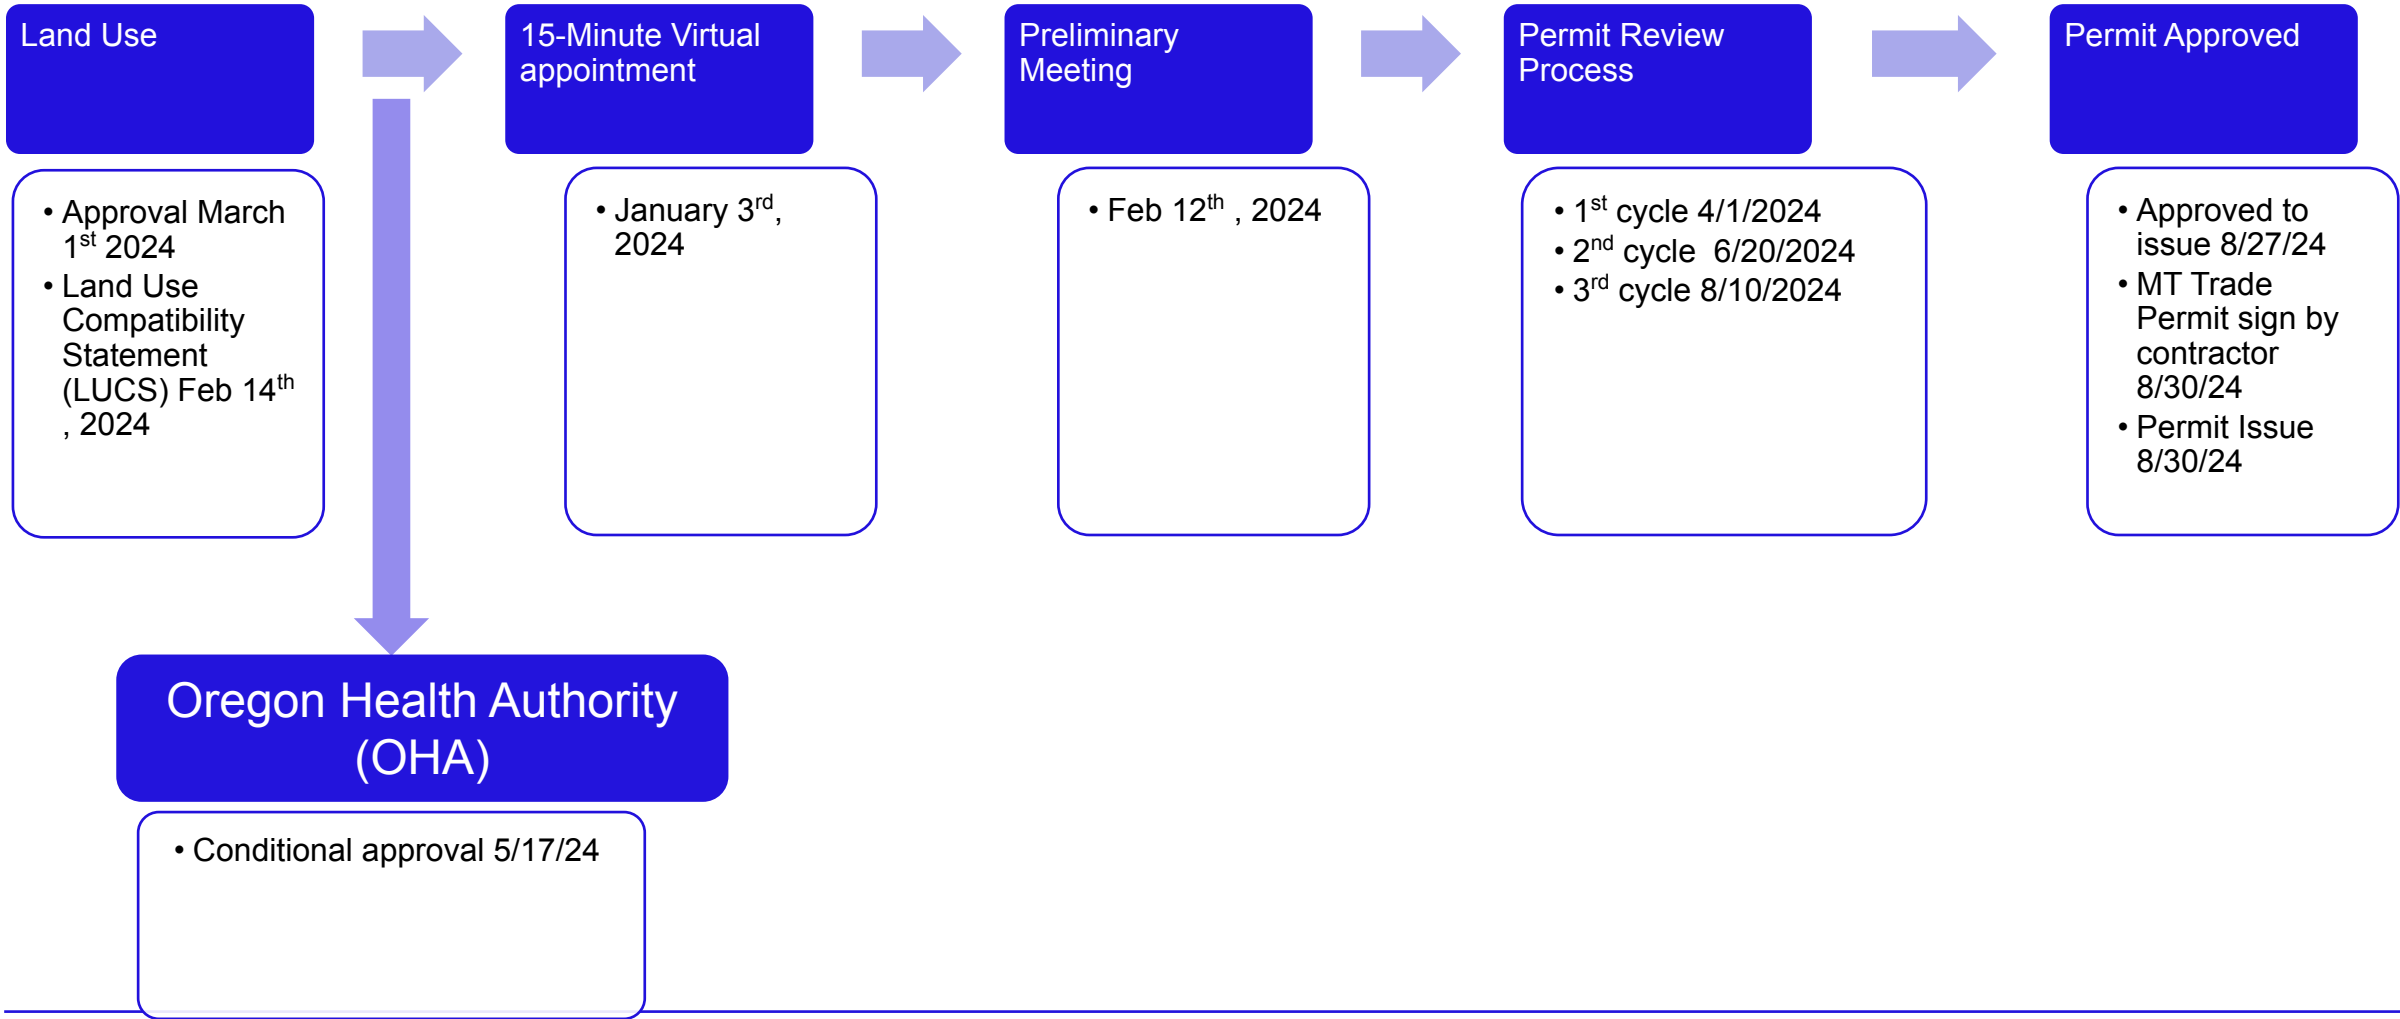 Land Use
• Approval March
1st 2024
• Land Use
Compatibility
Statement
(LUCS) Feb 14th
, 2024
15-Minute Virtual
appointment
• January 3rd,
2024
Preliminary
Meeting
• Feb 12th , 2024
Permit Review
Process
• 1st cycle 4/1/2024
• 2nd cycle  6/20/2024
• 3rd cycle 8/10/2024
Permit Approved
• Approved to
issue 8/27/24
• MT Trade
Permit sign by
contractor
8/30/24
• Permit Issue
8/30/24
Oregon Health Authority
(OHA)
• Conditional approval 5/17/24